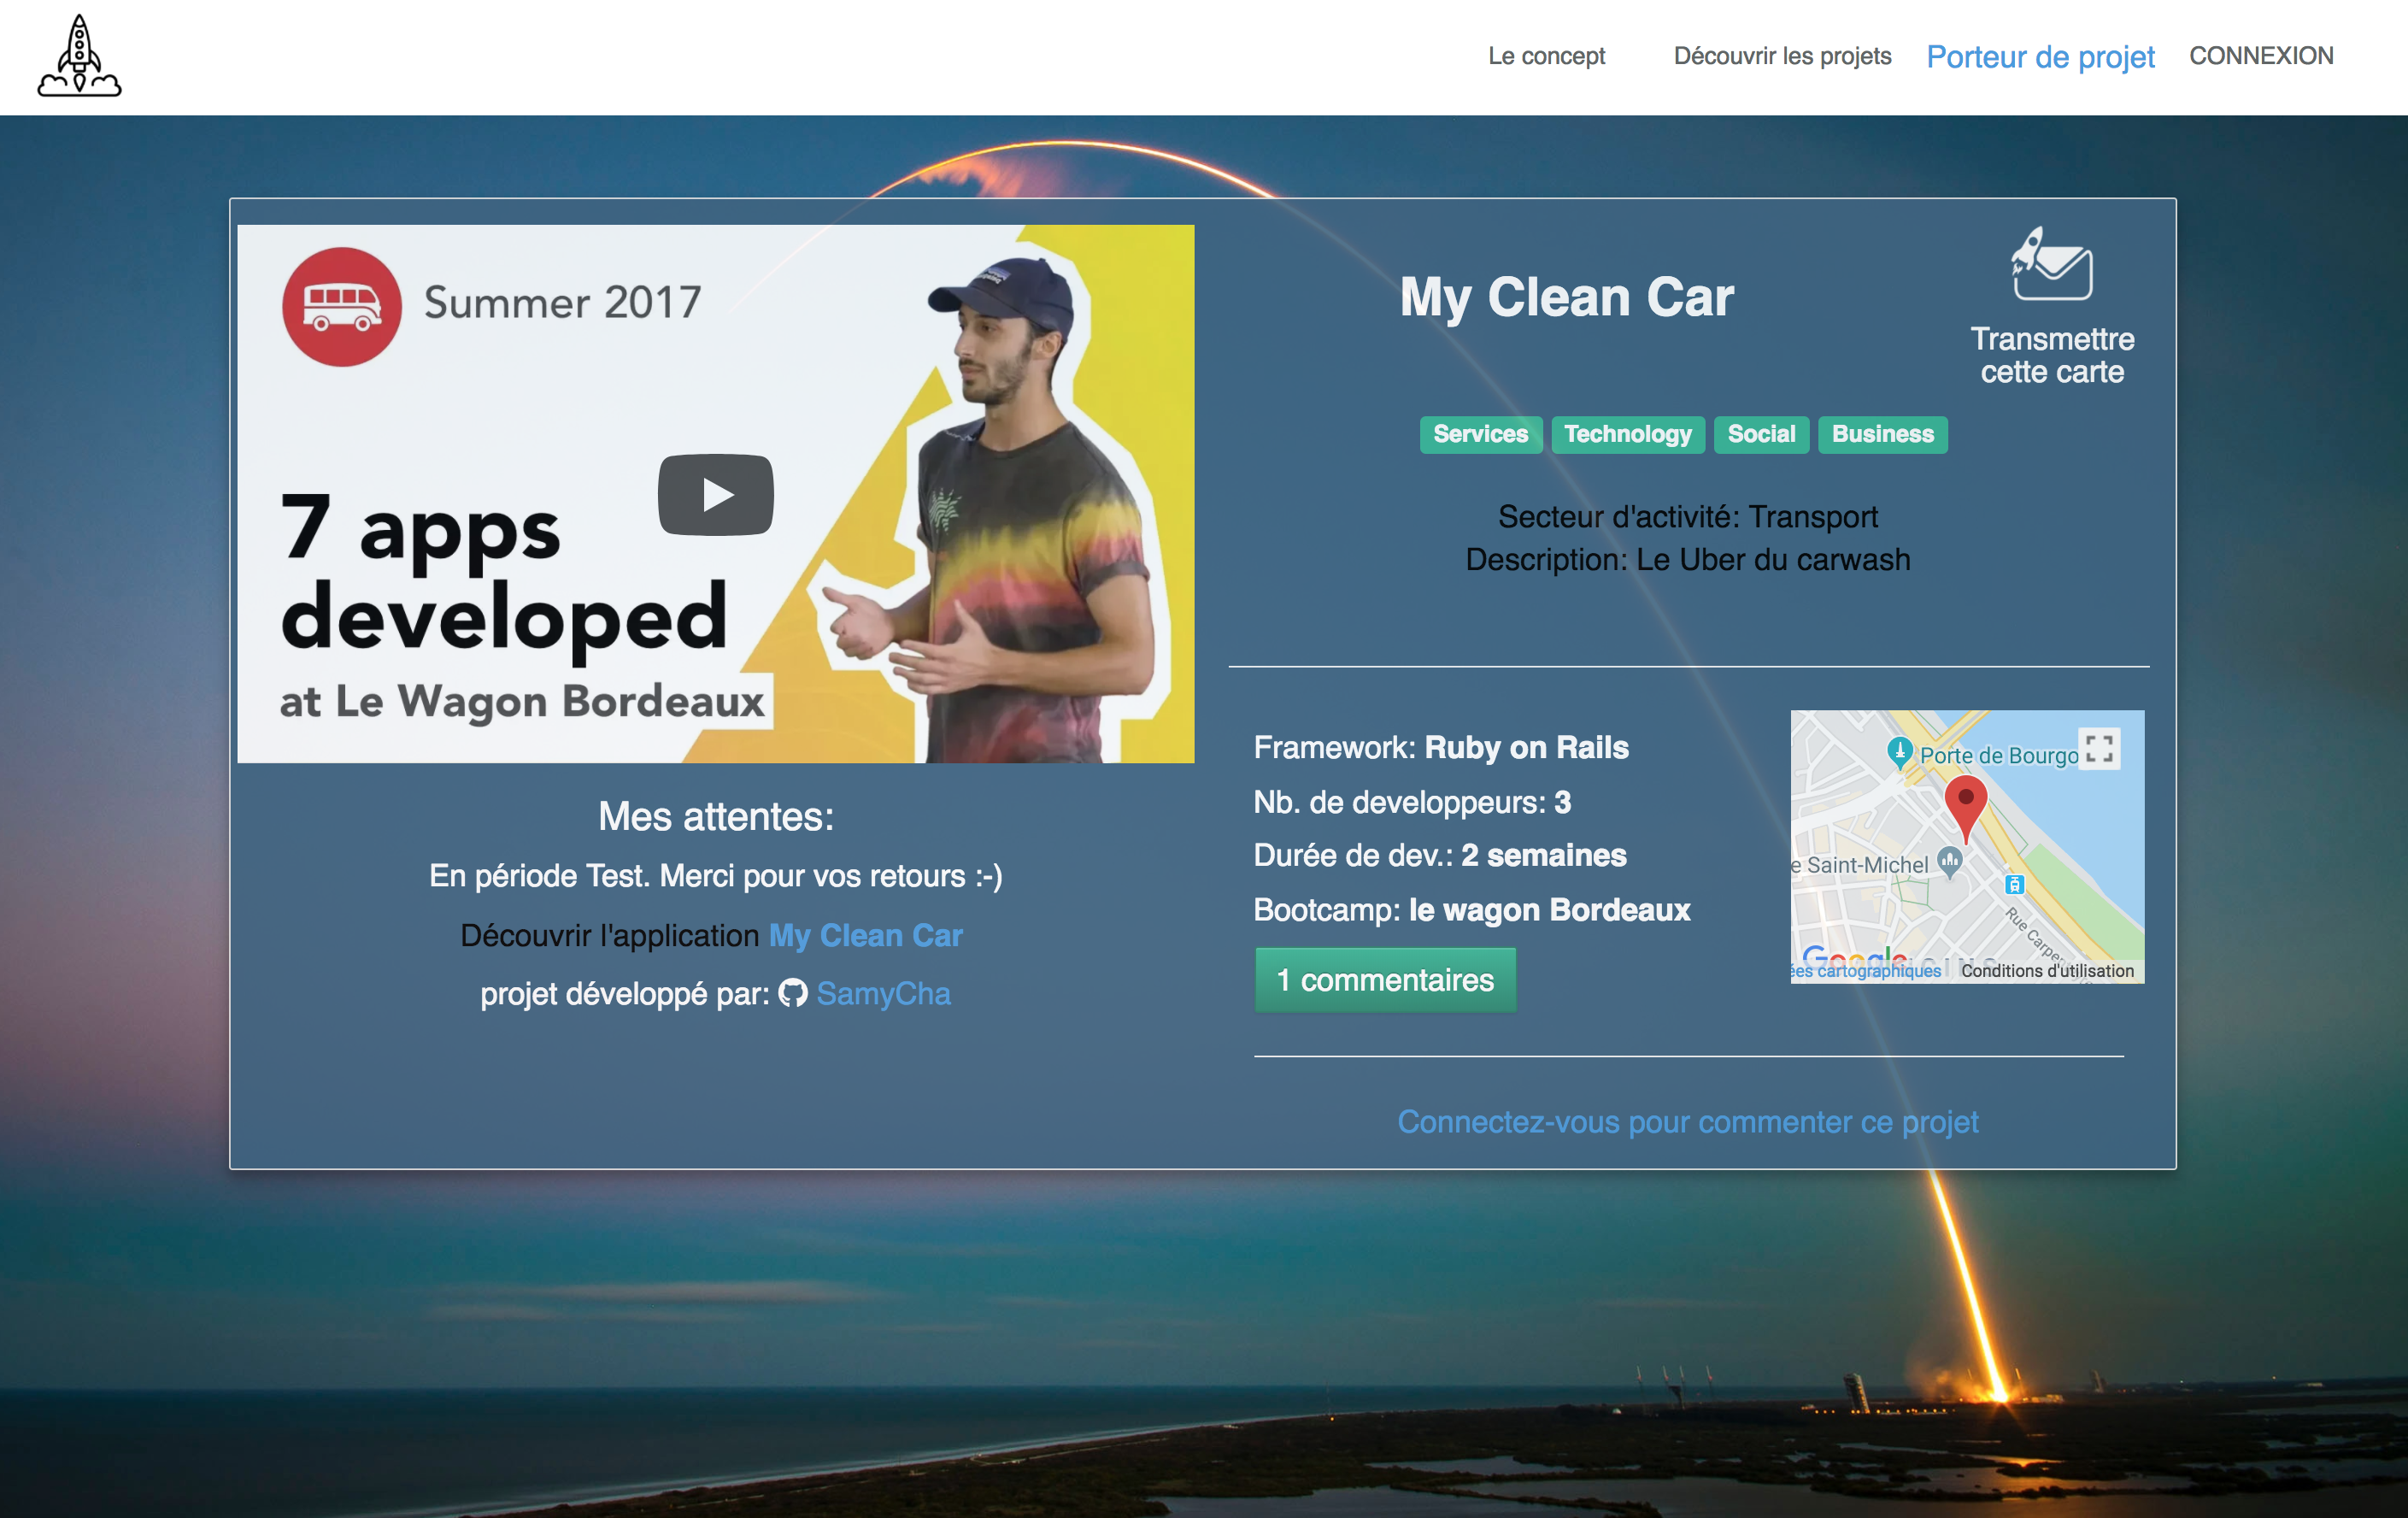 Le concept
Découvrir les projets
Porteur de projet
CONNEXION
Summer 2017
7 apps
developed
at Le Wagon Bordeaux
Mes attentes:
En période Test. Merci pour vos retours :-)
Découvrir l'application My Clean Car
projet développé par: SamyCha
My Clean Car
Transmettre
cette carte
Services Technology Social Business
Secteur d'activité: Transport
Description: Le Uber du carwash
Framework: Ruby on Rails
Nb. de developpeurs: 3
Durée de dev.: 2 semaines
Bootcamp: le wagon Bordeaux
1 commentaires
Porte de Bourgo
e Saint-Michel
Rue Carpe
Google
es cartographiques Conditions d'utilisation
Connectez-vous pour commenter ce projet